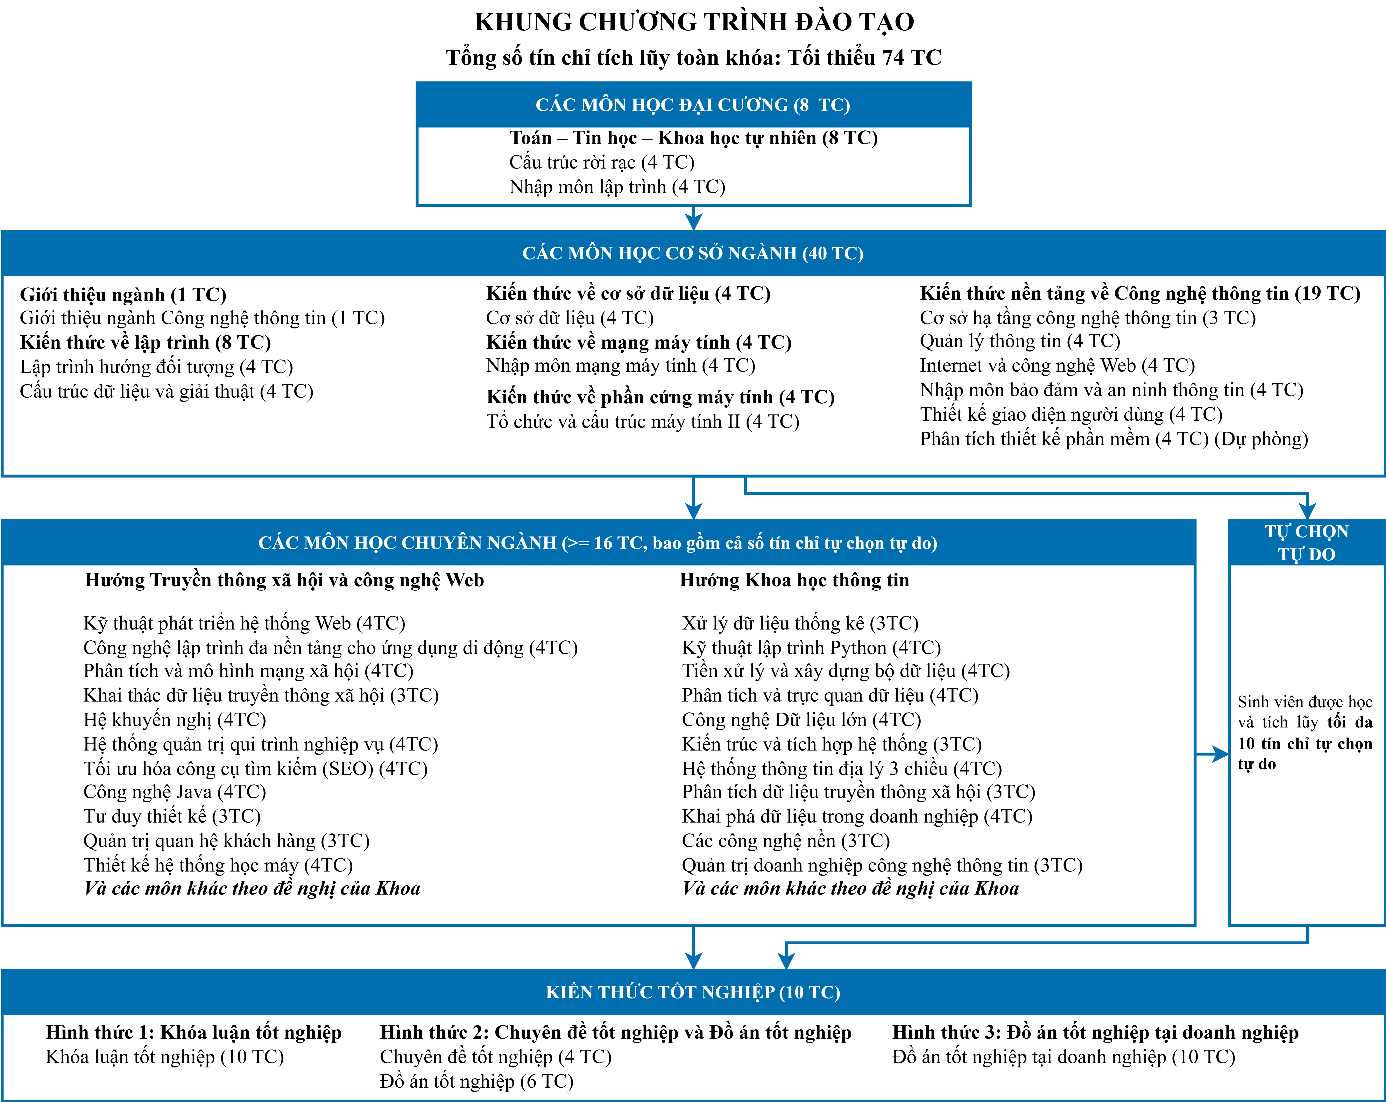 KHUNG CHƯƠNG TRÌNH ĐÀO TẠO
Tổng số tín chỉ tích lũy toàn khóa: Tối thiểu 74 TC
CÁC MÔN HỌC ĐẠI CƯƠNG (8 TC)
Toán – Tin học – Khoa học tự nhiên (8 TC)
Cấu trúc rời rạc (4 TC)
Nhập môn lập trình (4 TC)
CÁC MÔN HỌC CƠ SỞ NGÀNH (40 TC)
Giới thiệu ngành (1 TC)
Giới thiệu ngành Công nghệ thông tin (1 TC)
Kiến thức về lập trình (8 TC)
Lập trình hướng đối tượng (4 TC)
Cấu trúc dữ liệu và giải thuật (4 TC)
Kiến thức về cơ sở dữ liệu (4 TC)
Cơ sở dữ liệu (4 TC)
Kiến thức về mạng máy tính (4 TC)
Nhập môn mạng máy tính (4 TC)
Kiến thức về phần cứng máy tính (4 TC)
Tổ chức và cấu trúc máy tính II (4 TC)
Kiến thức nền tảng về Công nghệ thông tin (19 TC)
Cơ sở hạ tầng công nghệ thông tin (3 TC)
Quản lý thông tin (4 TC)
Internet và công nghệ Web (4 TC)
Nhập môn bảo đảm và an ninh thông tin (4 TC)
Thiết kế giao diện người dùng (4 TC)
Phân tích thiết kế phần mềm (4 TC) (Dự phòng)
CÁC MÔN HỌC CHUYÊN NGÀNH (>= 16 TC, bao gồm cả số tín chỉ tự chọn tự do)
Hướng Truyền thông xã hội và công nghệ Web
Kỹ thuật phát triển hệ thống Web (4TC)
Công nghệ lập trình đa nền tảng cho ứng dụng di động (4TC)
Phân tích và mô hình mạng xã hội (4TC)
Khai thác dữ liệu truyền thông xã hội (3TC)
Hệ khuyến nghị (4TC)
Hệ thống quản trị qui trình nghiệp vụ (4TC)
Tối ưu hóa công cụ tìm kiếm (SEO) (4TC)
Công nghệ Java (4TC)
Tư duy thiết kế (3TC)
Quản trị quan hệ khách hàng (3TC)
Thiết kế hệ thống học máy (4TC)
Và các môn khác theo đề nghị của Khoa
Hướng Khoa học thông tin
Xử lý dữ liệu thống kê (3TC)
Kỹ thuật lập trình Python (4TC)
Tiền xử lý và xây dựng bộ dữ liệu (4TC)
Phân tích và trực quan dữ liệu (4TC)
Công nghệ Dữ liệu lớn (4TC)
Kiến trúc và tích hợp hệ thống (3TC)
Hệ thống thông tin địa lý 3 chiều (4TC)
Phân tích dữ liệu truyền thông xã hội (3TC)
Khai phá dữ liệu trong doanh nghiệp (4TC)
Các công nghệ nền (3TC)
Quản trị doanh nghiệp công nghệ thông tin (3TC)
Và các môn khác theo đề nghị của Khoa
TỰ CHỌN
TỰ DO
Sinh viên được học
và tích lũy tối đa
10 tín chỉ tự chọn
tự do
KIẾN THỨC TỐT NGHIỆP (10 TC)
Hình thức 1: Khóa luận tốt nghiệp
Khóa luận tốt nghiệp (10 TC)
Hình thức 2: Chuyên đề tốt nghiệp và Đồ án tốt nghiệp
Chuyên đề tốt nghiệp (4 TC)
Đồ án tốt nghiệp (6 TC)
Hình thức 3: Đồ án tốt nghiệp tại doanh nghiệp
Đồ án tốt nghiệp tại doanh nghiệp (10 TC)